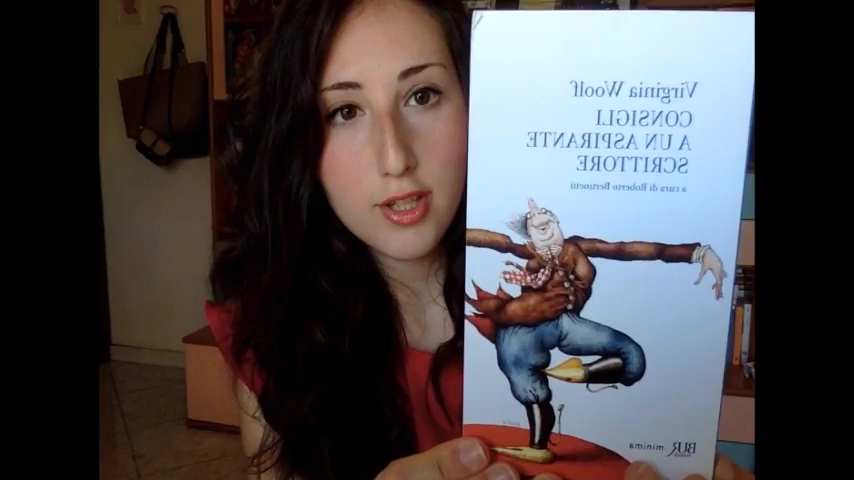 Virginia Woolf
CONSIGLI
A UN ASPIRANTE
SCRITTORE
a cura di Roberto Bertinetti
BUR
minima